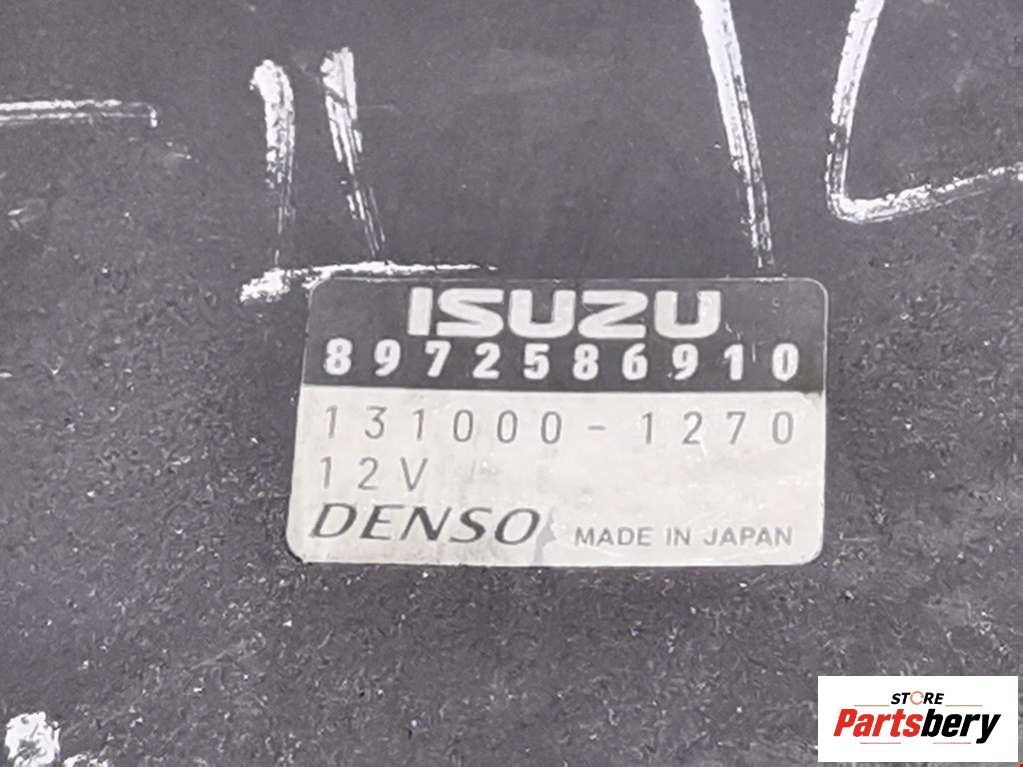 ISUZU
8972586910
131000-1270
12V
DENSO MADE IN JAPAN
STORE
Partsbery